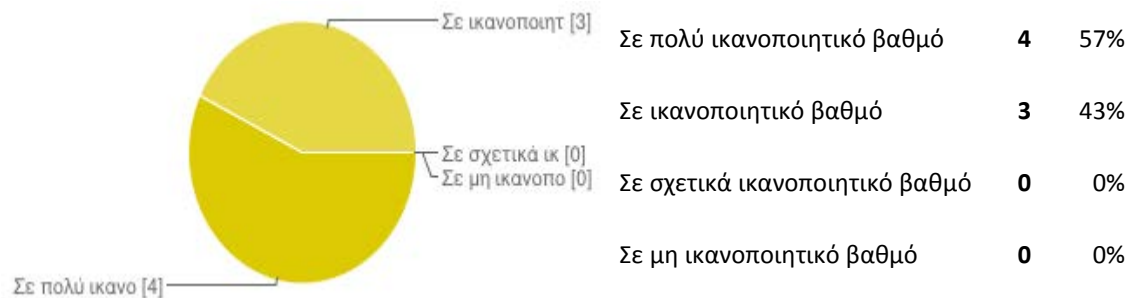 Σε ικανοποιητ [3]
Σε σχετικά ικ [0]
Σε μη ικανοπο [0]
Σε πολύ ικανο [4]
Σε πολύ ικανοποιητικό βαθμό 4 57%
Σε ικανοποιητικό βαθμό 3 43%
Σε σχετικά ικανοποιητικό βαθμό 0 0%
Σε μη ικανοποιητικό βαθμό 0 0%